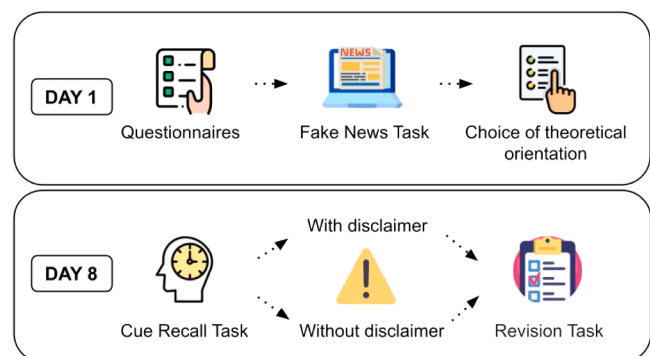 NEWS
DAY 1
Questionnaires
Fake News Task
Choice of theoretical
orientation
With disclaimer
DAY 8
Cue Recall Task
Without disclaimer
Revision Task